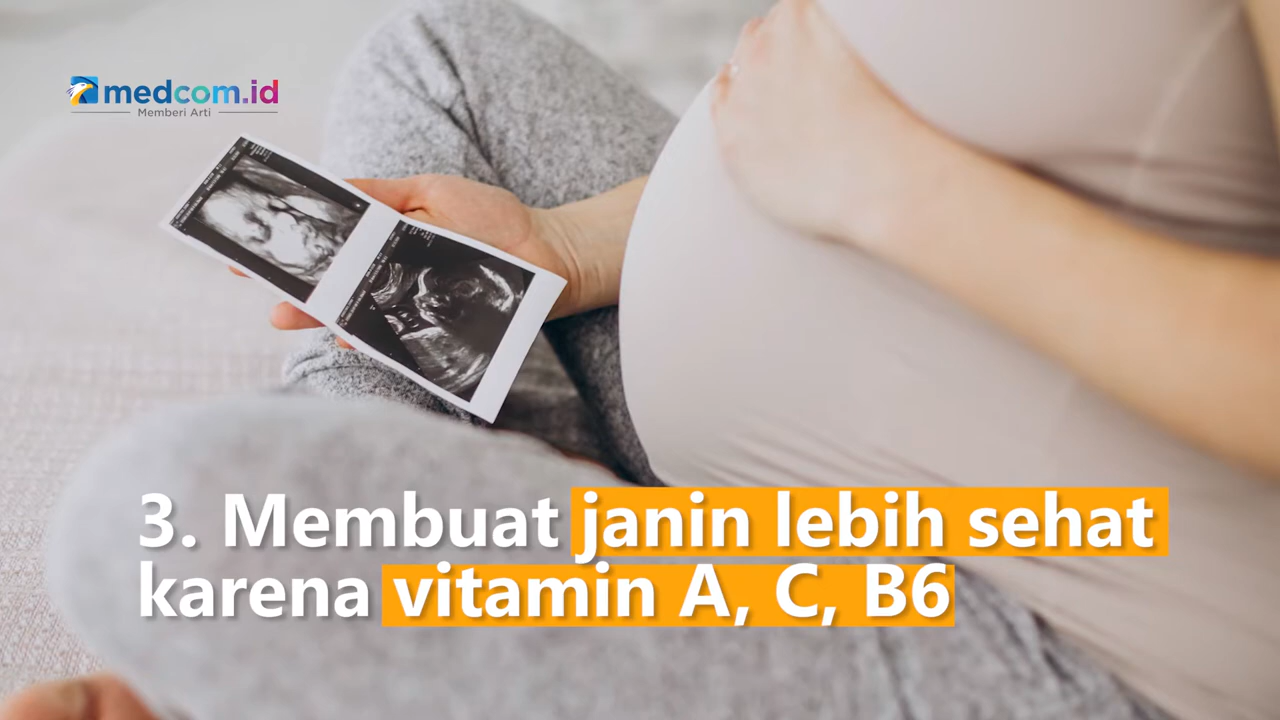 medcom.id
Memberi Arti
3. Membuat janin lebih sehat
karena vitamin A, C, B6